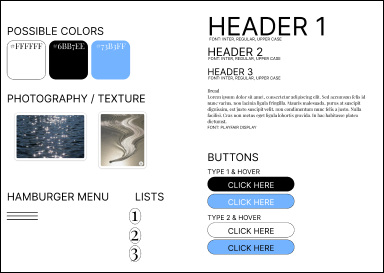 POSSIBLE COLORS
#FFFFFF
#6BB7EE
#73B3FF
PHOTOGRAPHY / TEXTURE
HAMBURGER MENU
LISTS
1
2
3
HEADER 1
FONT: INTER, REGULAR, UPPER CASE
HEADER 2
FONT: INTER, REGULAR, UPPER CASE
HEADER 3
FONT: INTER, REGULAR, UPPER CASE
Lorem ipsum dolor sit amet, consectetur adipiscing elit. Sed accumsan felis id
nunc varius, non lacinia ligula fringilla. Mauris malesuada, purus at suscipit
dignissim, est justo suscipit velit, non condimentum nunc felis a justo. Nulla
facilisi. Cras non metus eget ligula lobortis gravida. In hac habitasse platea
dictumst.
FONT: PLAYFAIR DISPLAY
BUTTONS
TYPE 1 & HOVER
CLICK HERE
CLICK HERE
TYPE 2 & HOVER
CLICK HERE
CLICK HERE